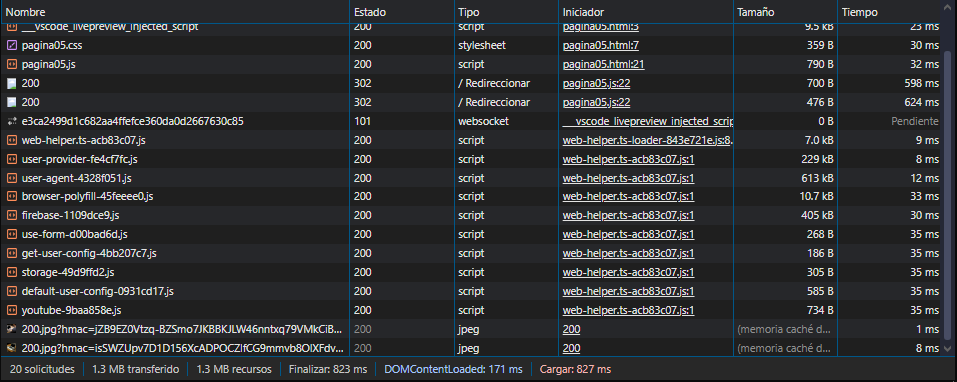 Nombre Estado Tipo Iniciador Tamaño Tiempo
___vscode_livepreview_injected_script 200 script pagina05.html:3 9.5 kB 23 ms
pagina05.css 200 stylesheet pagina05.html:7 359 B 30 ms
pagina05.js 200 script pagina05.html:21 790 B 32 ms
200 302 / Redireccionar pagina05.js:22 700 B 598 ms
200 302 / Redireccionar pagina05.js:22 476 B 624 ms
e3ca2499d1c682aa4ffefce360da0d2667630c85 101 websocket ___vscode_livepreview_injected_scrip 0 B Pendiente
web-helper.ts-acb83c07.js 200 script web-helper.ts-loader-843e721e.js:8. 7.0 kB 9 ms
user-provider-fe4cf7fc.js 200 script web-helper.ts-acb83c07.js:1 229 kB 8 ms
user-agent-4328f051.js 200 script web-helper.ts-acb83c07.js:1 613 kB 12 ms
browser-polyfill-45feeee0.js 200 script web-helper.ts-acb83c07.js:1 10.7 kB 33 ms
firebase-1109dce9.js 200 script web-helper.ts-acb83c07.js:1 405 kB 30 ms
use-form-d00bad6d.js 200 script web-helper.ts-acb83c07.js:1 268 B 35 ms
get-user-config-4bb207c7.js 200 script web-helper.ts-acb83c07.js:1 186 B 35 ms
storage-49d9ffd2.js 200 script web-helper.ts-acb83c07.js:1 305 B 35 ms
default-user-config-0931cd17.js 200 script web-helper.ts-acb83c07.js:1 585 B 35 ms
youtube-9baa858e.js 200 script web-helper.ts-acb83c07.js:1 734 B 35 ms
200.jpg?hmac=jZB9EZ0Vtzq-BZSmo7JKBBKJLW46nntxq79VMkCiB... 200 jpeg 200 (memoria caché d... 1 ms
200.jpg?hmac=isSWZUpv7D1D156XcADPOCZlfCG9mmvb8OlXFdv... 200 jpeg 200 (memoria caché d... 8 ms
20 solicitudes 1.3 MB transferido 1.3 MB recursos Finalizar: 823 ms DOMContentLoaded: 171 ms Cargar: 827 ms